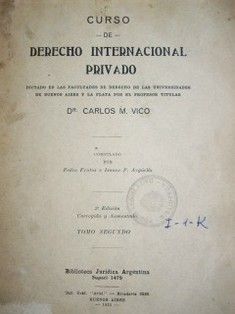 CURSO
— DE —
DERECHO INTERNACIONAL
PRIVADO
DICTADO EN LAS FACULTADES DE DERECHO DE LAS UNIVERSIDADES
DE BUENOS AIRES Y LA PLATA POR EL PROFESOR TITULAR
DR. CARLOS M. VICO
COMPILADO
POR
Pedro Frutos e Isauro P. Argüello
2ª Edición
Corregida y Aumentada
I-1-K
TOMO SEGUNDO
Biblioteca Jurídica Argentina
BUENOS AIRES